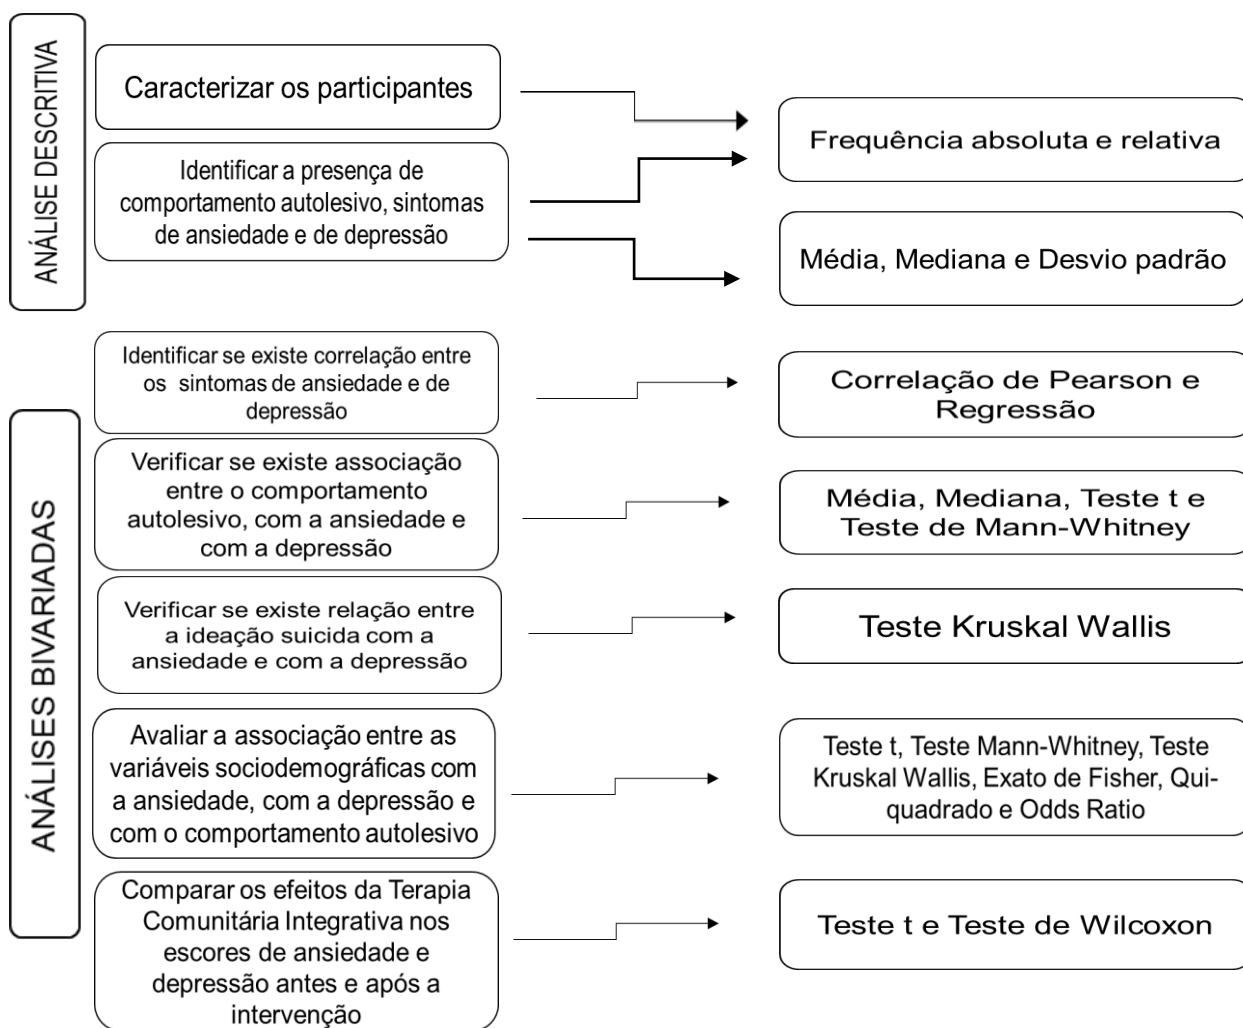 ANÁLISE DESCRITIVA
Caracterizar os participantes
Frequência absoluta e relativa
Identificar a presença de
comportamento autolesivo, sintomas
de ansiedade e de depressão
Média, Mediana e Desvio padrão
ANÁLISES BIVARIADAS
Identificar se existe correlação entre
os sintomas de ansiedade e de
depressão
Correlação de Pearson e
Regressão
Verificar se existe associação
entre o comportamento
autolesivo, com a ansiedade e
com a depressão
Média, Mediana, Teste t e
Teste de Mann-Whitney
Verificar se existe relação entre
a ideação suicida com a
ansiedade e com a depressão
Teste Kruskal Wallis
Avaliar a associação entre as
variáveis sociodemográficas com
a ansiedade, com a depressão e
com o comportamento autolesivo
Teste t, Teste Mann-Whitney, Teste
Kruskal Wallis, Exato de Fisher, Qui-
quadrado e Odds Ratio
Comparar os efeitos da Terapia
Comunitária Integrativa nos
escores de ansiedade e
depressão antes e após a
intervenção
Teste t e Teste de Wilcoxon